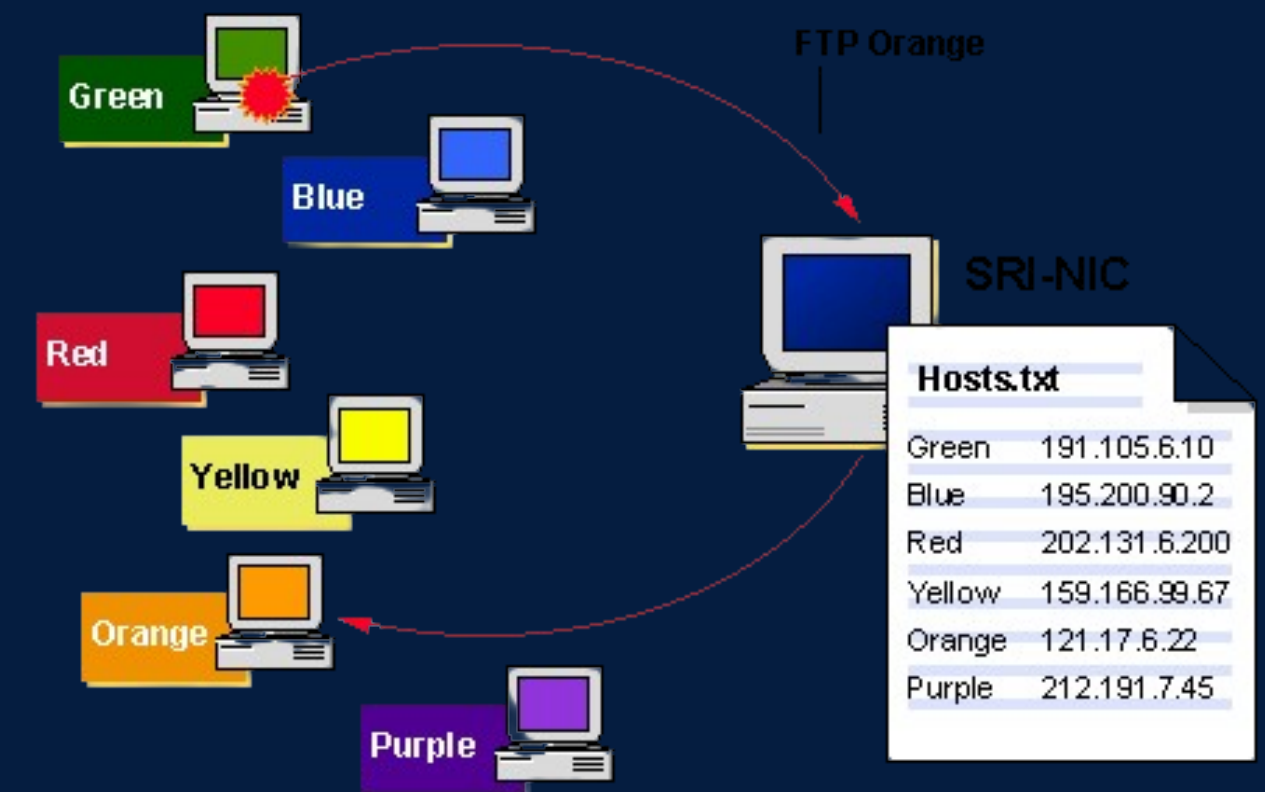 FTP Orange
Green
Blue
SRI-NIC
Red
Yellow
Orange
Purple
Hosts.txt
Green 191.105.6.10
Blue 195.200.90.2
Red 202.131.6.200
Yellow 159.166.99.67
Orange 121.17.6.22
Purple 212.191.7.45